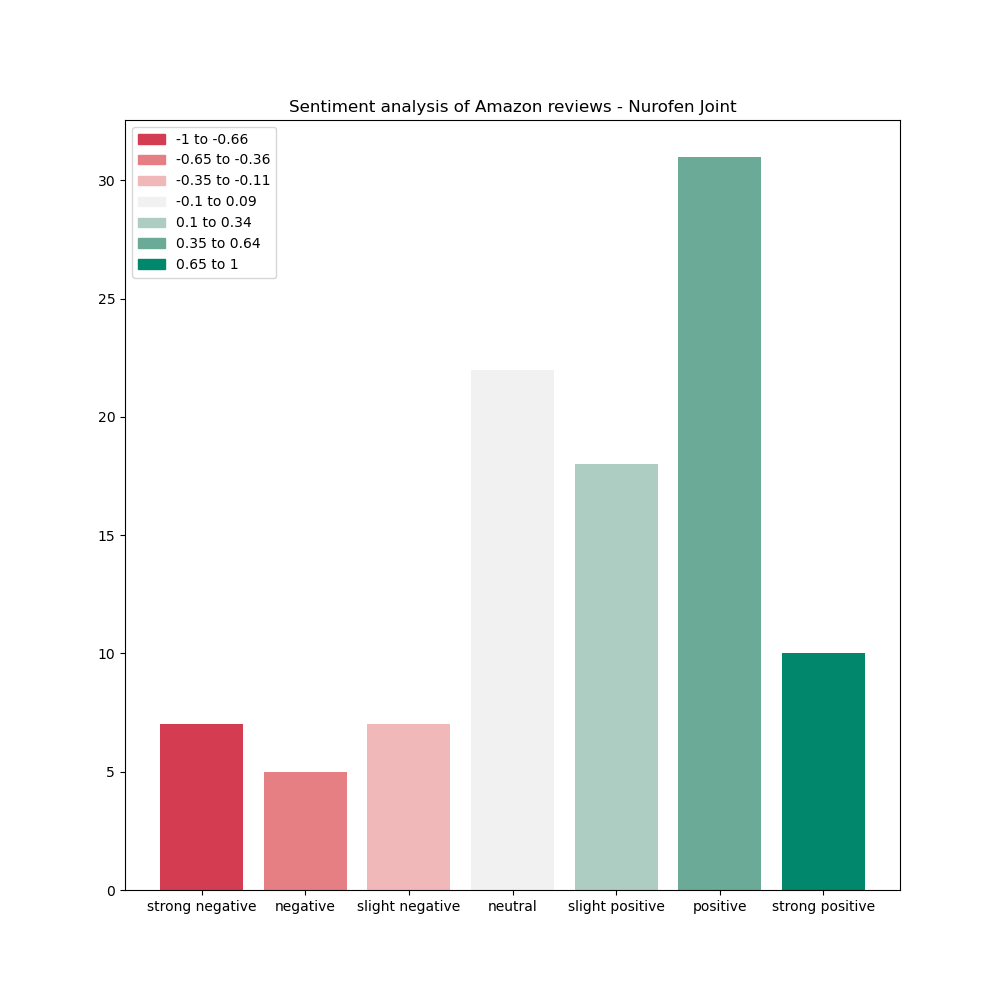 Sentiment analysis of Amazon reviews - Nurofen Joint
-1 to -0.66
-0.65 to -0.36
-0.35 to -0.11
-0.1 to 0.09
0.1 to 0.34
0.35 to 0.64
0.65 to 1
30
25
20
15
10
5
0
strong negative negative slight negative neutral slight positive positive strong positive